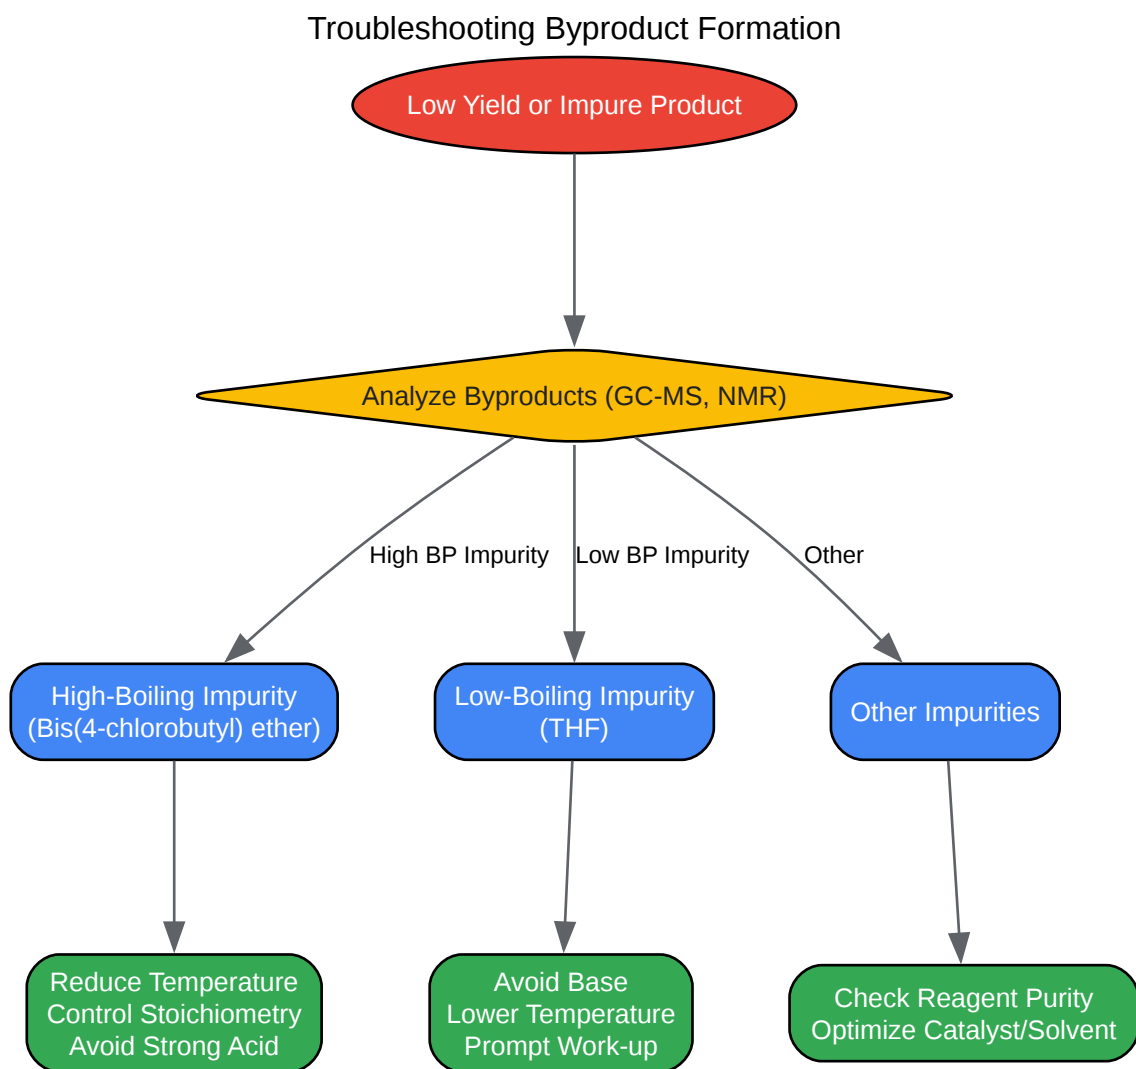 Troubleshooting Byproduct Formation
Low Yield or Impure Product
Analyze Byproducts (GC-MS, NMR)
High BP Impurity
Low BP Impurity
Other
High-Boiling Impurity
(Bis(4-chlorobutyl) ether)
Low-Boiling Impurity
(THF)
Other Impurities
Reduce Temperature
Control Stoichiometry
Avoid Strong Acid
Avoid Base
Lower Temperature
Prompt Work-up
Check Reagent Purity
Optimize Catalyst/Solvent